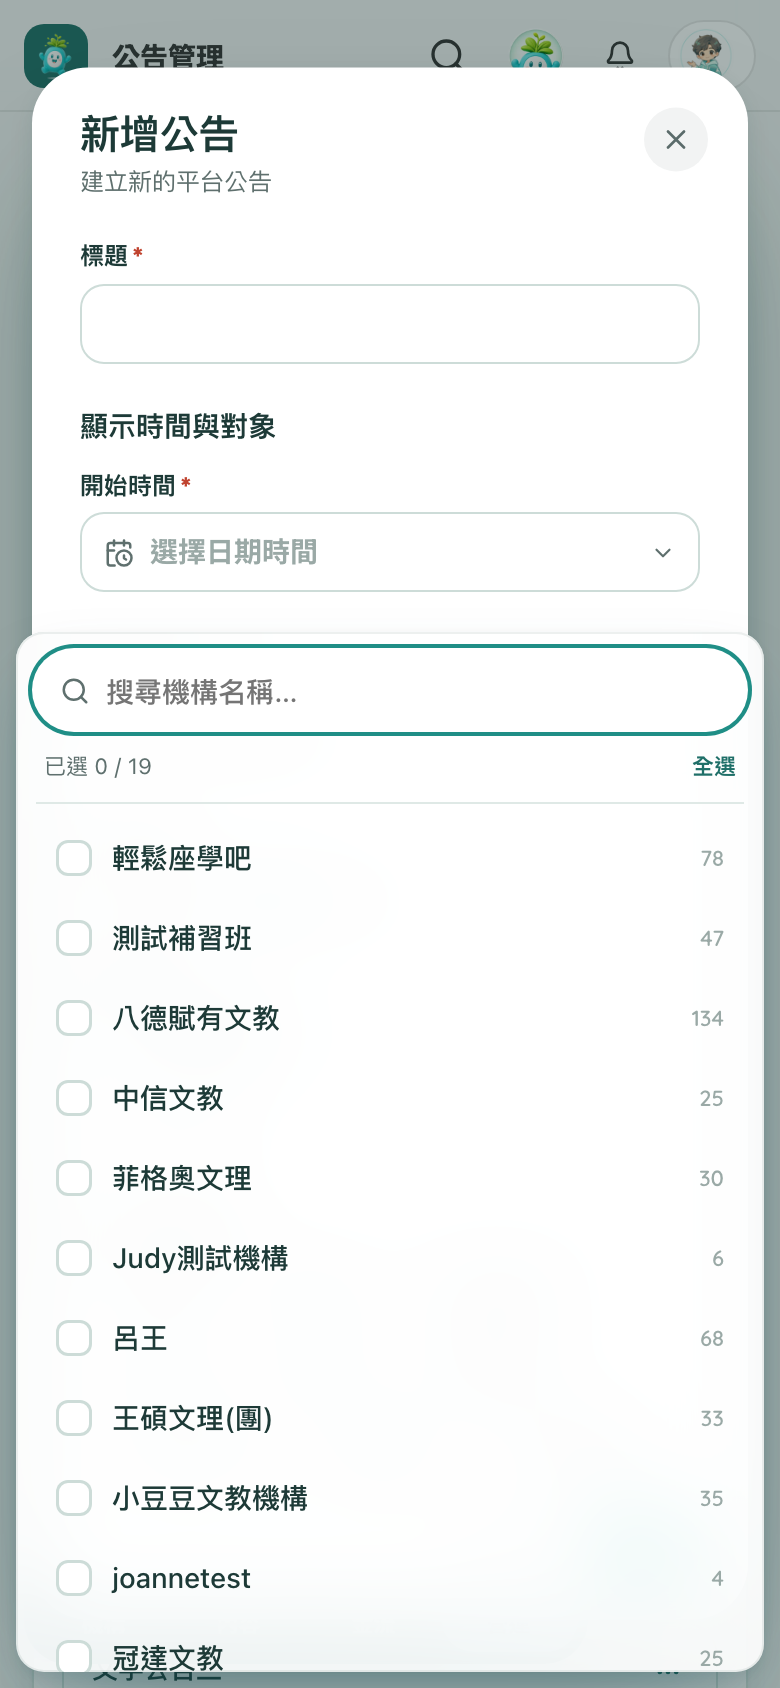 公告管理
新增公告
建立新的平台公告
標題 *
顯示時間與對象
開始時間 *
選擇日期時間
搜尋機構名稱...
已選 0 / 19 全選
輕鬆座學吧 78
測試補習班 47
八德賦有文教 134
中信文教 25
菲格奧文理 30
Judy測試機構 6
呂王 68
王碩文理(團) 33
小豆豆文教機構 35
joannetest 4
冠達文教 25